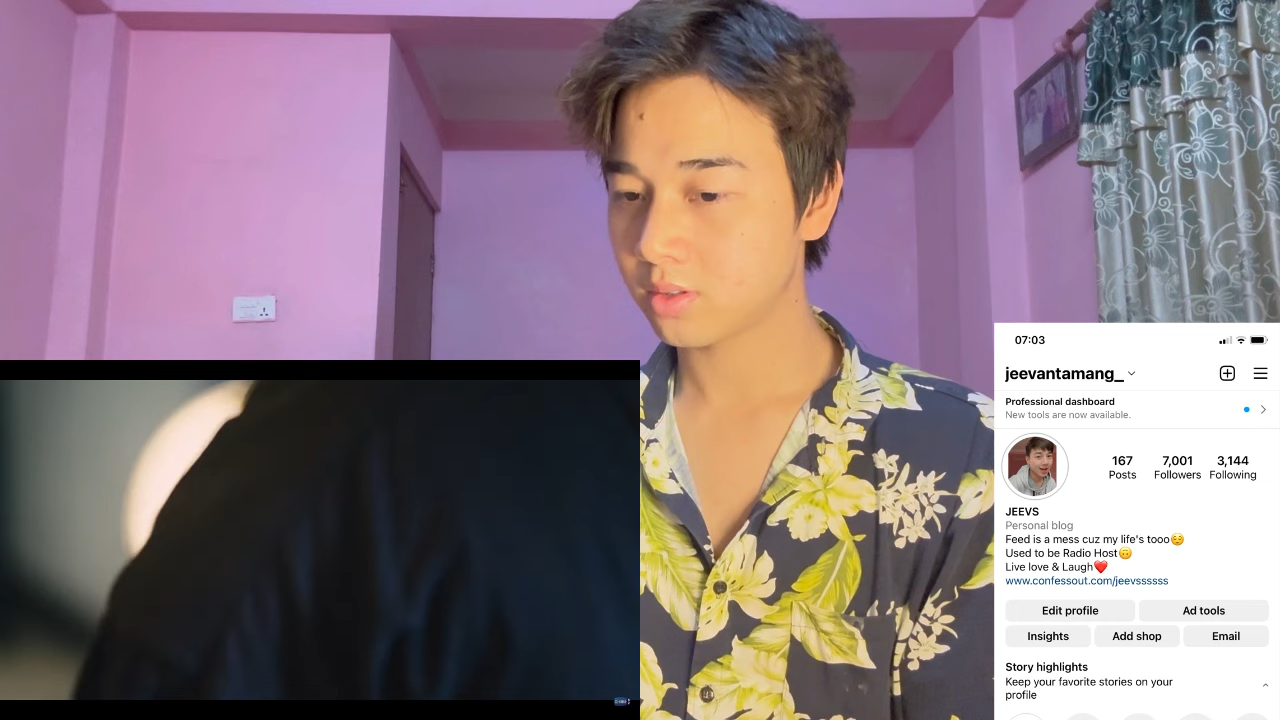 07:03
jeevantamang_
Professional dashboard
New tools are now available.
167 7,001 3,144
Posts Followers Following
JEEVS
Personal blog
Feed is a mess cuz my life's tooo😌
Used to be Radio Host🙃
Live love & Laugh❤️
www.confessout.com/jeevssssss
Edit profile Ad tools
Insights Add shop Email
Story highlights
Keep your favorite stories on your
profile